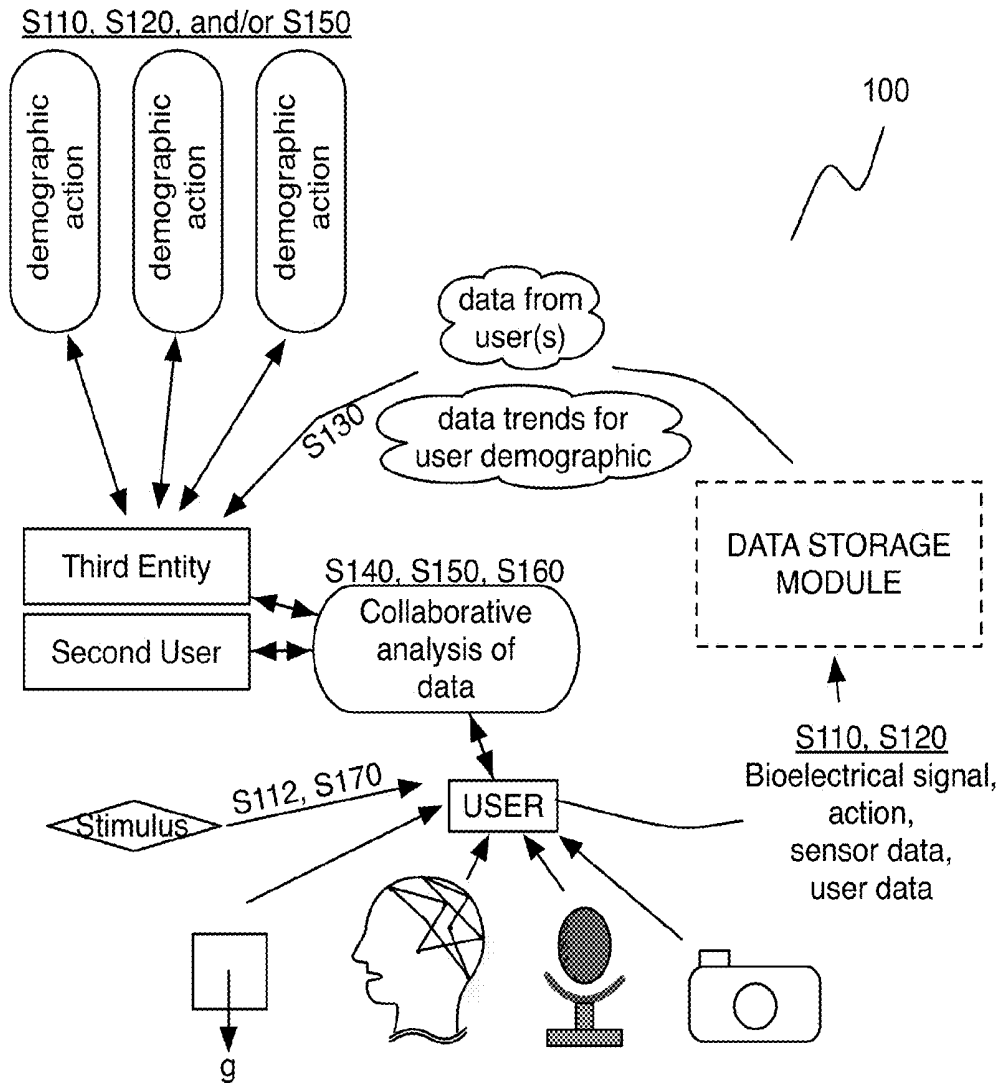 S110, S120, and/or S150
demographic
action
demographic
action
demographic
action
100
data from
user(s)
S130
data trends for
user demographic
Third Entity
Second User
S140, S150, S160
Collaborative
analysis of
data
DATA STORAGE
MODULE
S110, S120
Bioelectrical signal,
action,
sensor data,
user data
S112, S170
Stimulus
USER
g